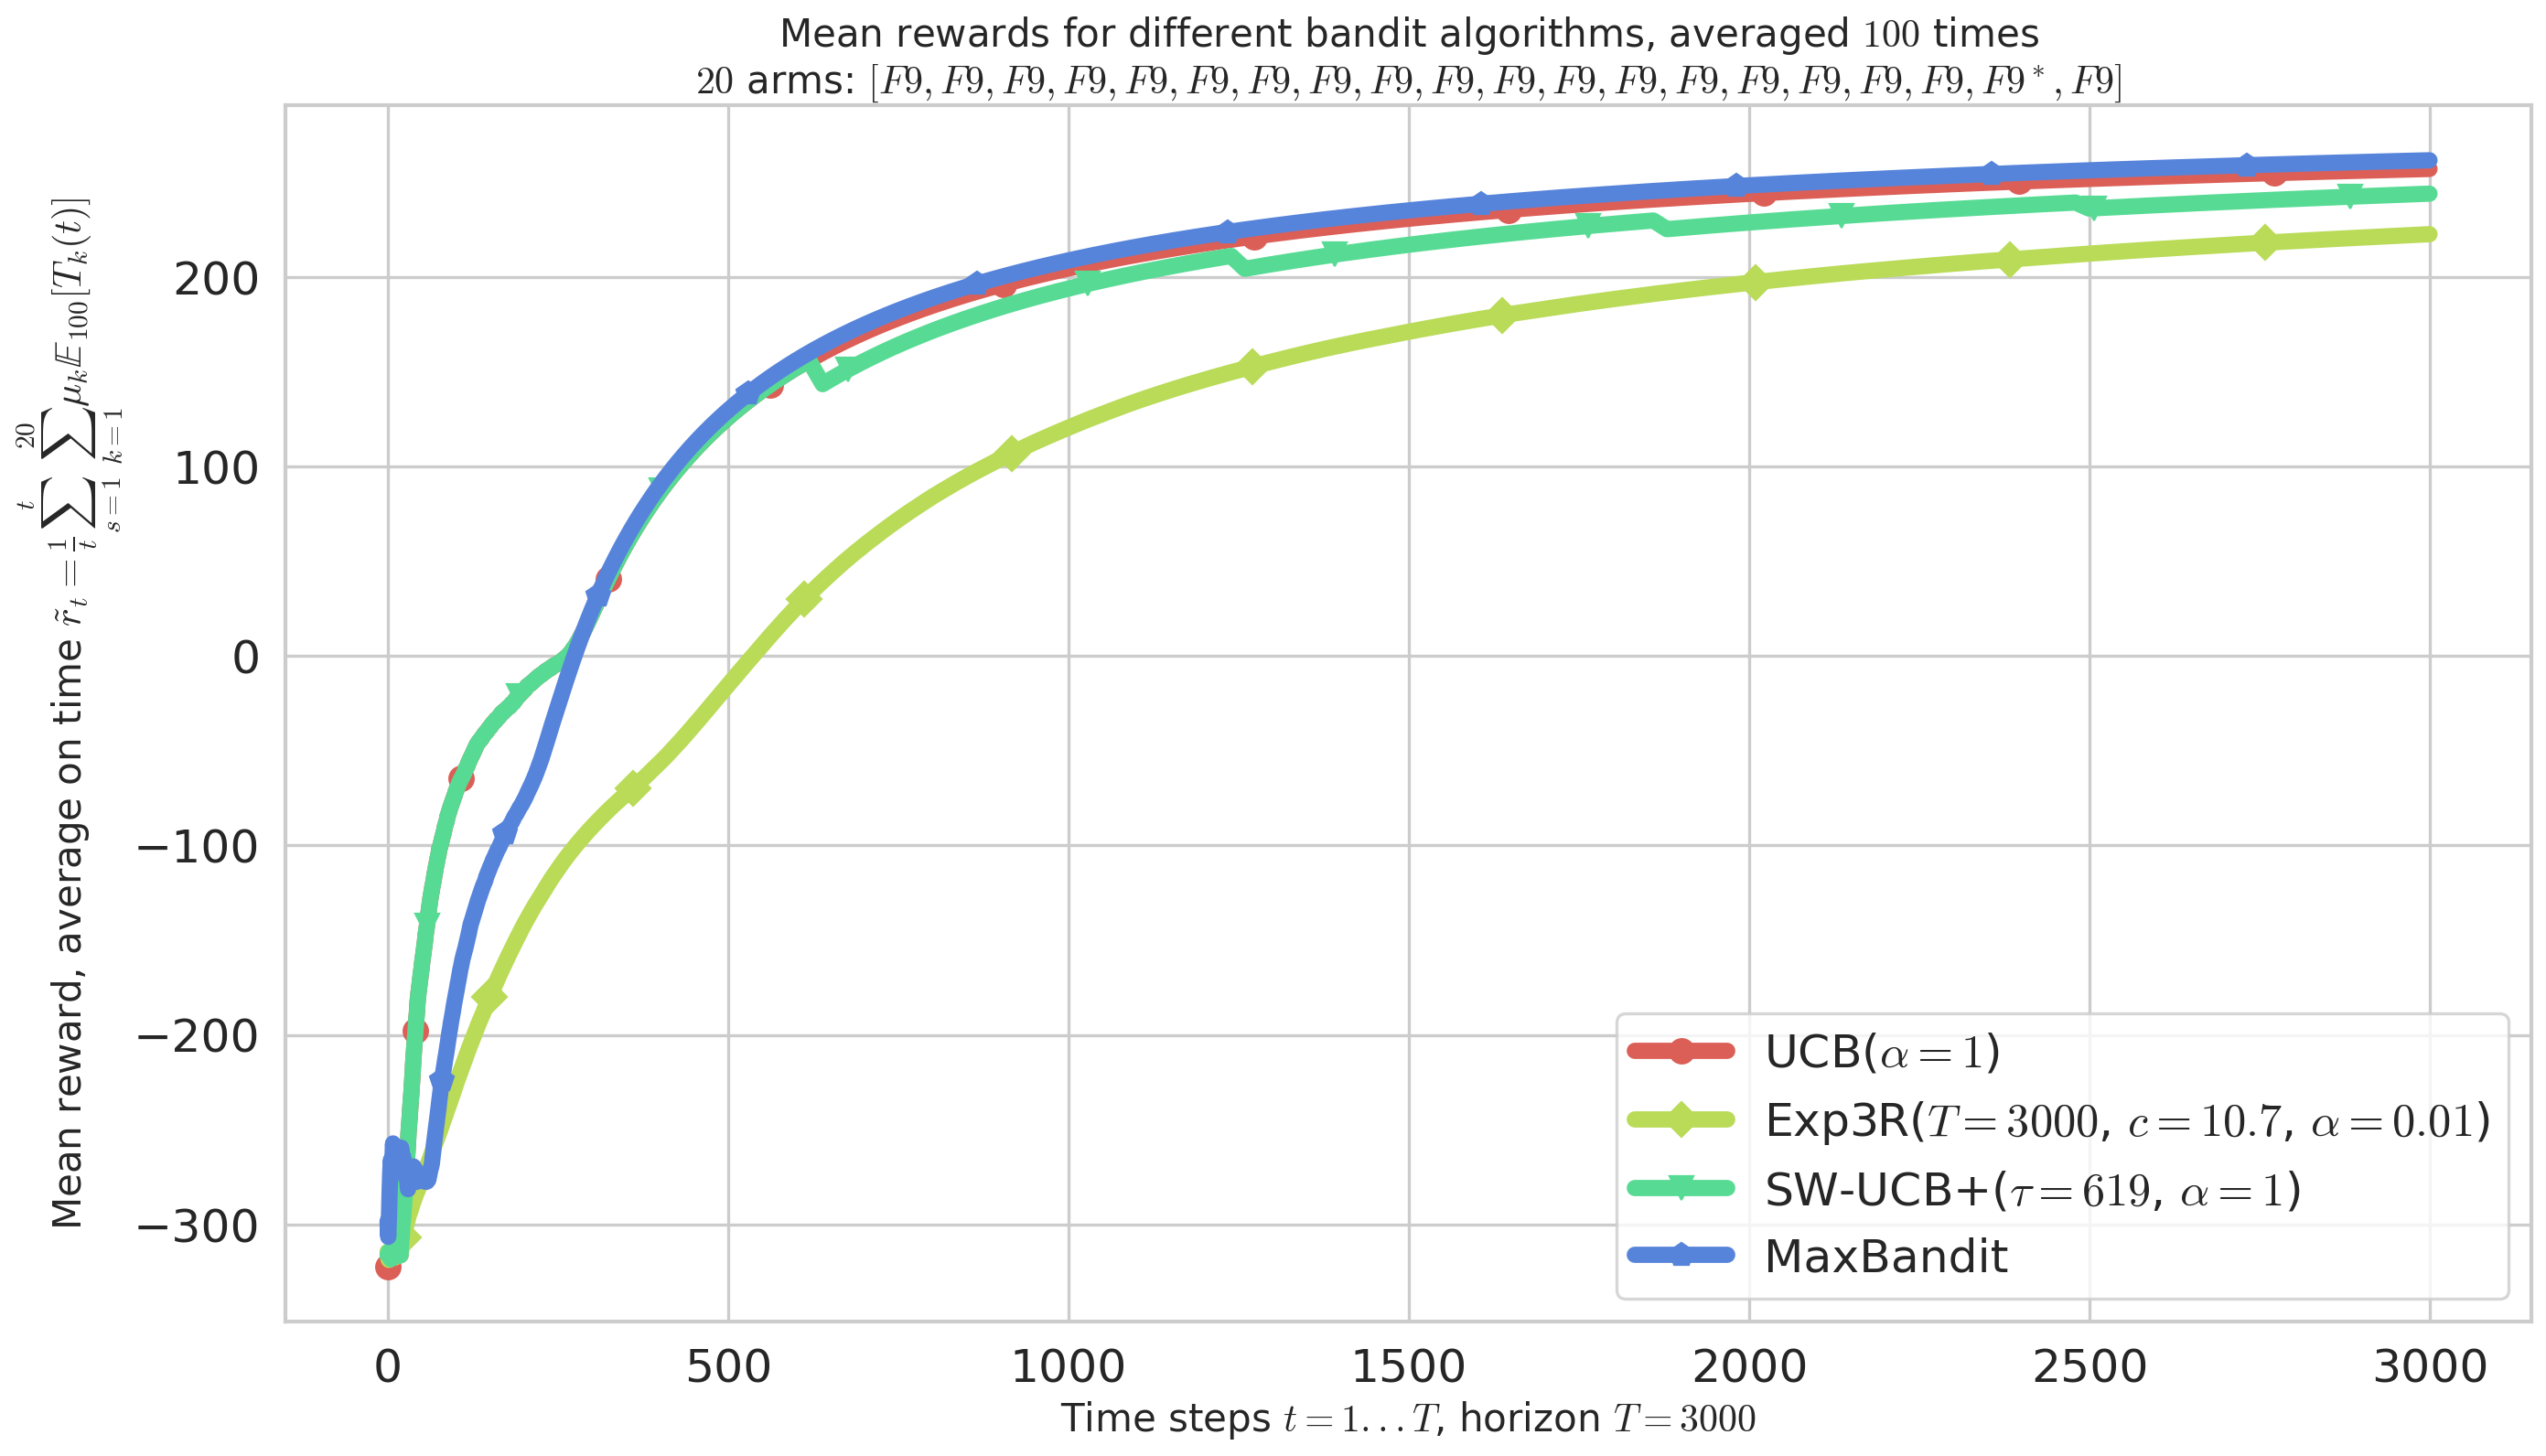 Mean rewards for different bandit algorithms, averaged 100 times
20 arms: [F9, F9, F9, F9, F9, F9, F9, F9, F9, F9, F9, F9, F9, F9, F9, F9, F9, F9, F9*, F9]
Mean reward, average on time r̃_t = 1/t ∑_{s=1}^{t} ∑_{k=1}^{20} μ_k 𝔼_100[T_k(t)]
200
100
0
−100
−200
−300
UCB(α = 1)
Exp3R(T = 3000, c = 10.7, α = 0.01)
SW-UCB+(τ = 619, α = 1)
MaxBandit
0 500 1000 1500 2000 2500 3000
Time steps t = 1...T, horizon T = 3000